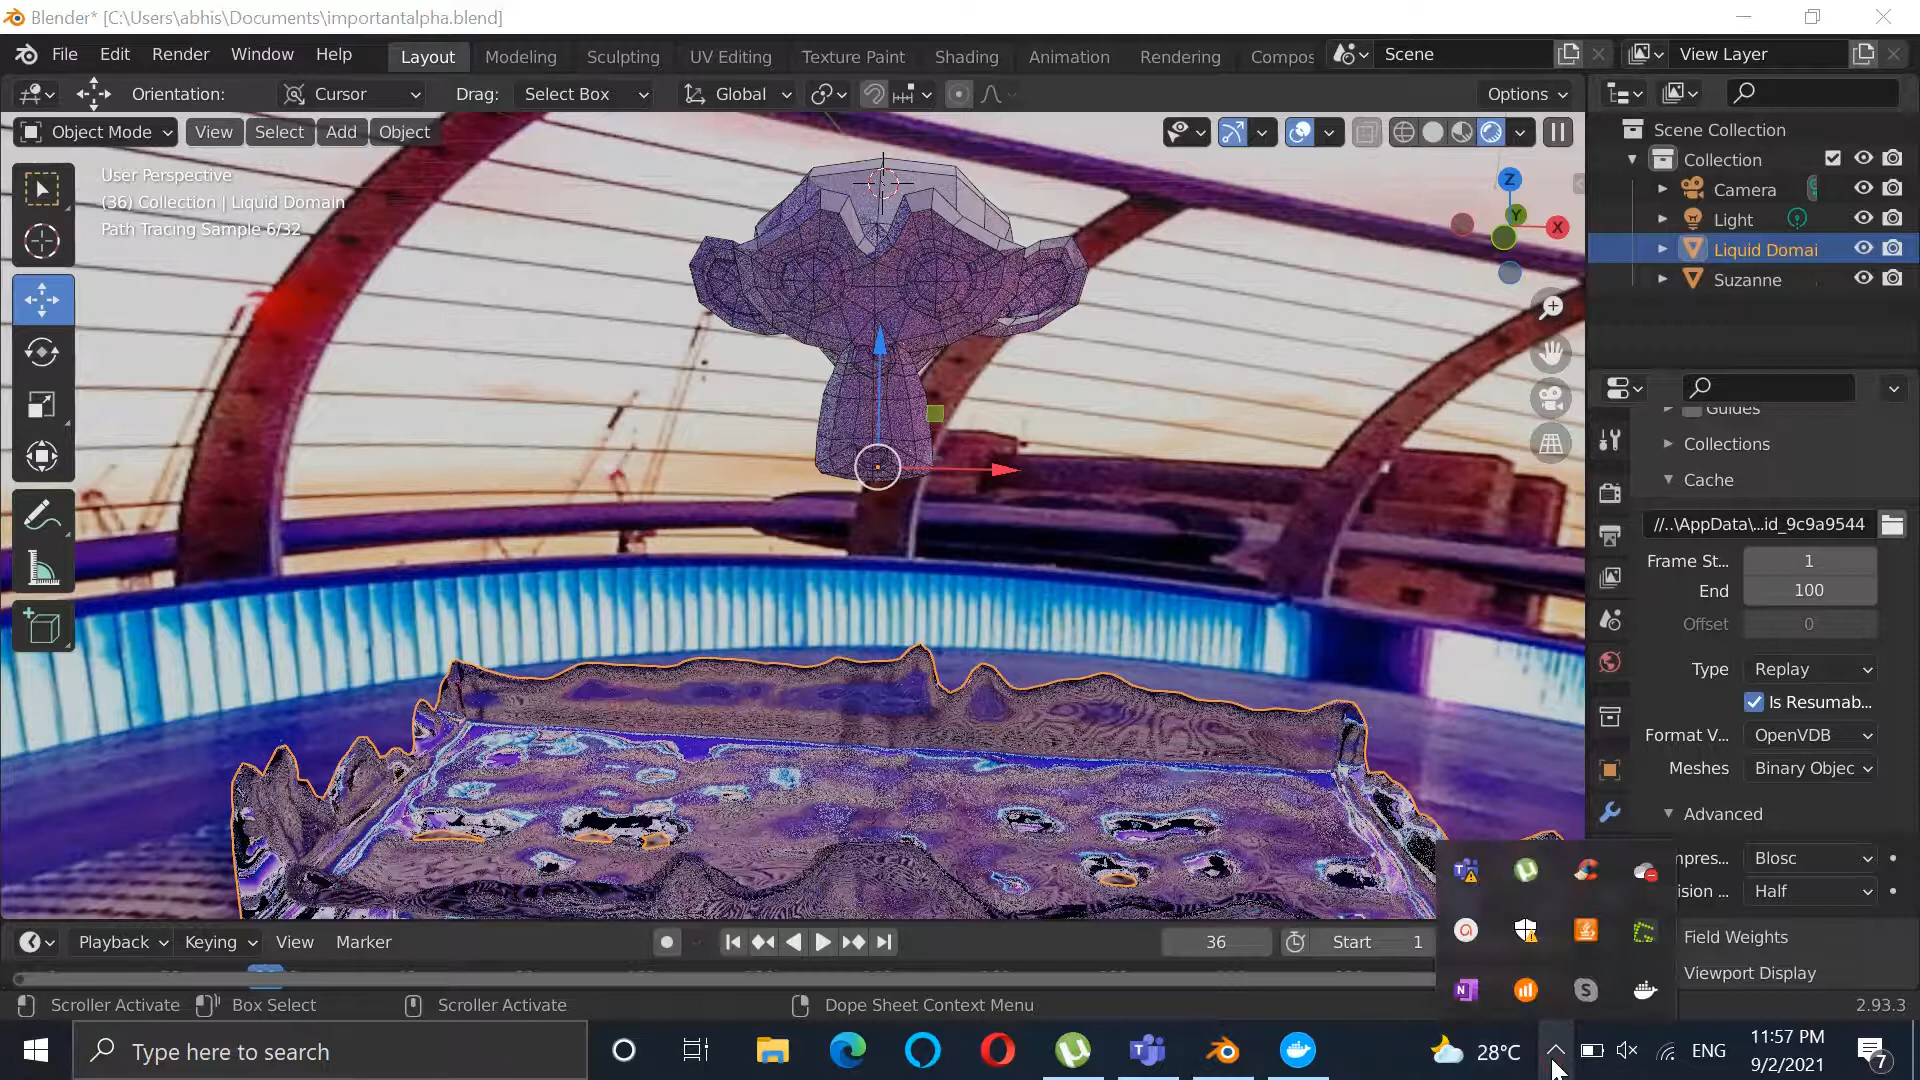 Blender* [C:\Users\abhis\Documents\importantalpha.blend]
File Edit Render Window Help Layout Modeling Sculpting UV Editing Texture Paint Shading Animation Rendering Compos Scene View Layer
Orientation: Cursor Drag: Select Box Global Options
Object Mode View Select Add Object
User Perspective
(36) Collection | Liquid Domain
Path Tracing Sample 6/32
Z
Y
X
Scene Collection
Collection
Camera
Light
Liquid Domai
Suzanne
Guides
Collections
Cache
//..\AppData\...id_9c9a9544
Frame St... 1
End 100
Offset 0
Type Replay
Is Resumab...
Format V... OpenVDB
Meshes Binary Objec
Advanced
mpres... Blosc
ision ... Half
Field Weights
Viewport Display
Playback Keying View Marker 36 Start 1
Scroller Activate Box Select Scroller Activate Dope Sheet Context Menu 2.93.3
Type here to search
28°C
ENG
11:57 PM
9/2/2021
7